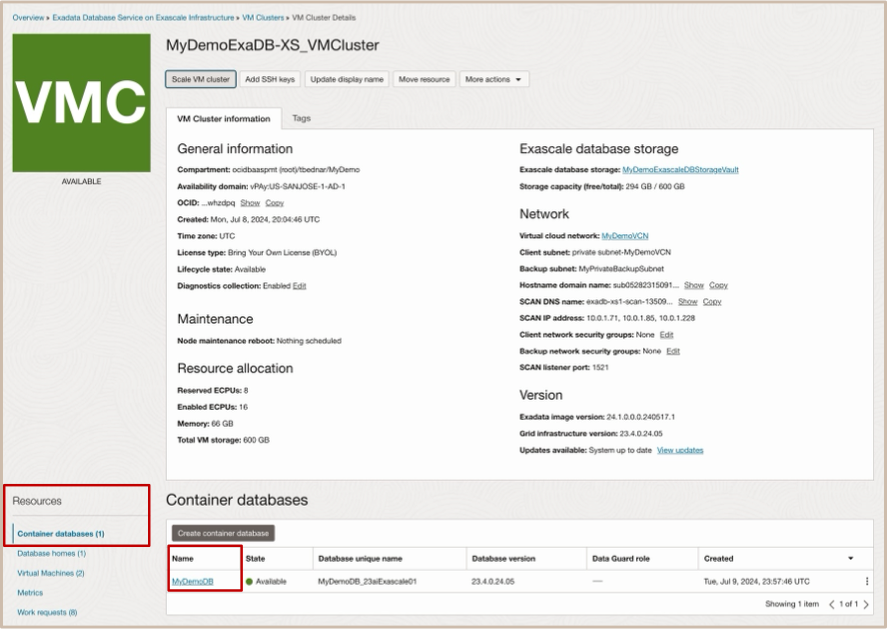 Overview » Exadata Database Service on Exascale Infrastructure » VM Clusters » VM Cluster Details
VMC
AVAILABLE
MyDemoExaDB-XS_VMCluster
Scale VM cluster Add SSH keys Update display name Move resource More actions
VM Cluster information Tags
General information
Compartment: ocidbaasprnt (root)/tbednar/MyDemo
Availability domain: vPAy:US-SANJOSE-1-AD-1
OCID: ...whzdpq Show Copy
Created: Mon, Jul 8, 2024, 20:04:46 UTC
Time zone: UTC
License type: Bring Your Own License (BYOL)
Lifecycle state: Available
Diagnostics collection: Enabled Edit
Maintenance
Node maintenance reboot: Nothing scheduled
Resource allocation
Reserved ECPUs: 8
Enabled ECPUs: 16
Memory: 66 GB
Total VM storage: 600 GB
Exascale database storage
Exascale database storage: MyDemoExascaleDBStorageVault
Storage capacity (free/total): 294 GB / 600 GB
Network
Virtual cloud network: MyDemoVCN
Client subnet: private subnet-MyDemoVCN
Backup subnet: MyPrivateBackupSubnet
Hostname domain name: sub05282315091... Show Copy
SCAN DNS name: exadb-xs1-scan-13509... Show Copy
SCAN IP address: 10.0.1.71, 10.0.1.85, 10.0.1.228
Client network security groups: None Edit
Backup network security groups: None Edit
SCAN listener port: 1521
Version
Exadata image version: 24.1.0.0.0.240517.1
Grid infrastructure version: 23.4.0.24.05
Updates available: System up to date View updates
Resources
Container databases (1)
Database homes (1)
Virtual Machines (2)
Metrics
Work requests (8)
Container databases
Create container database
Name State Database unique name Database version Data Guard role Created
MyDemoDB Available MyDemoDB_23aiExascale01 23.4.0.24.05 — Tue, Jul 9, 2024, 23:57:46 UTC
Showing 1 item < 1 of 1 >